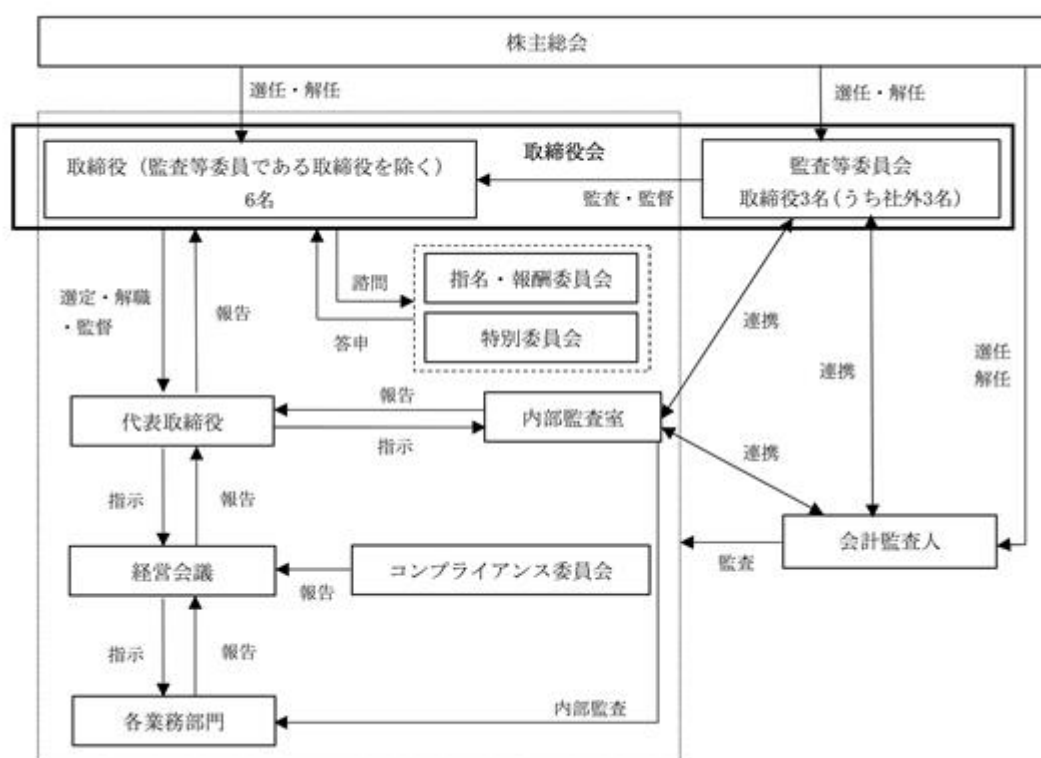 株主総会
選任・解任
選任・解任
取締役会
取締役（監査等委員である取締役を除く）
6名
監査等委員会
取締役3名（うち社外3名）
監査・監督
選定・解職
・監督
報告
諮問
答申
指名・報酬委員会
特別委員会
連携
連携
選任
解任
代表取締役
報告
指示
内部監査室
連携
指示
報告
経営会議
報告
コンプライアンス委員会
監査
会計監査人
指示
報告
各業務部門
内部監査